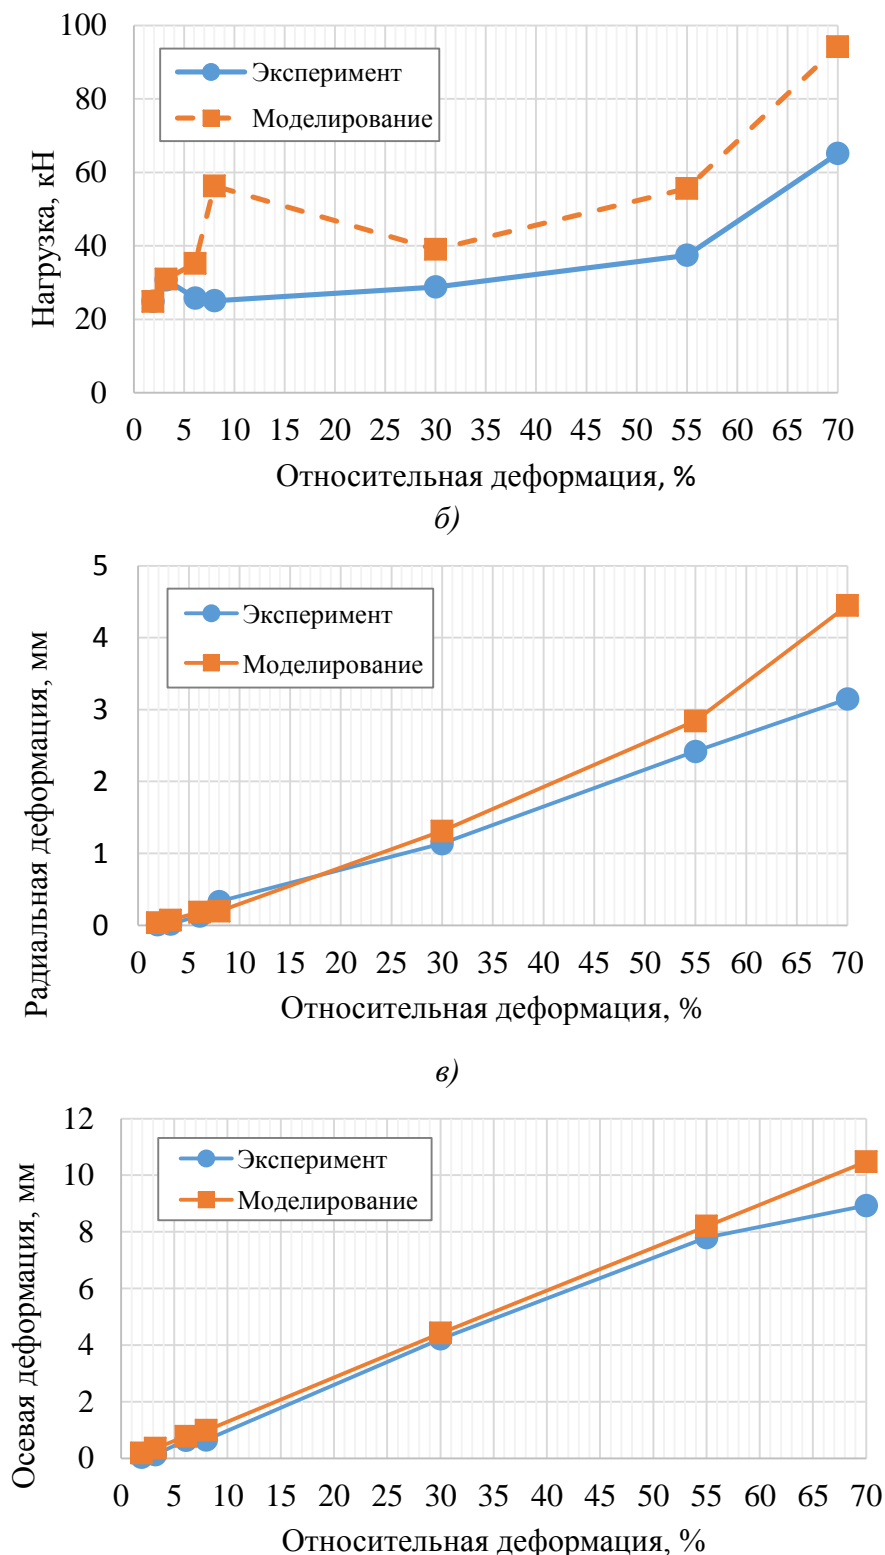 100
80
60
40
20
0
Нагрузка, кН
Эксперимент
Моделирование
0 5 10 15 20 25 30 35 40 45 50 55 60 65 70
Относительная деформация, %
б)
5
4
3
2
1
0
Радиальная деформация, мм
Эксперимент
Моделирование
0 5 10 15 20 25 30 35 40 45 50 55 60 65 70
Относительная деформация, %
в)
12
10
8
6
4
2
0
Осевая деформация, мм
Эксперимент
Моделирование
0 5 10 15 20 25 30 35 40 45 50 55 60 65 70
Относительная деформация, %